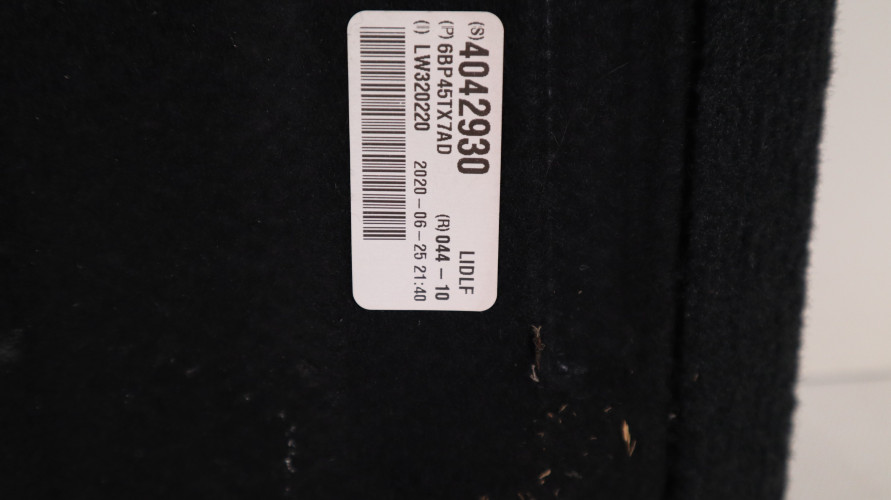 (S)4042930 LIDLF
(P)6BP45TX7AD (R)044-10
(I) LW320220 2020-06-25 21:40